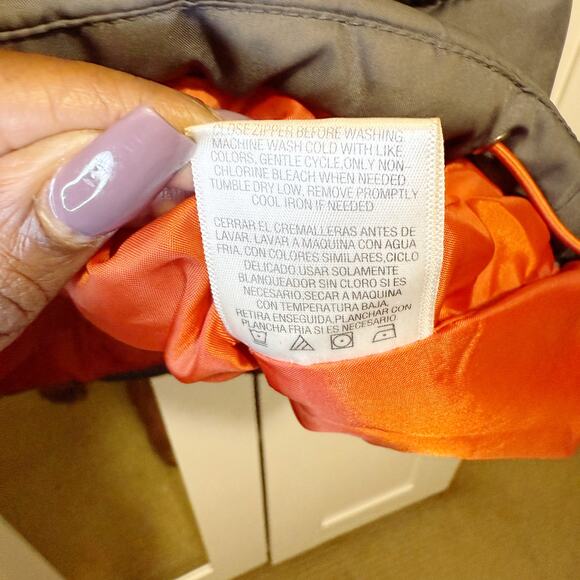 CLOSE ZIPPER BEFORE WASHING.
MACHINE WASH COLD WITH LIKE
COLORS, GENTLE CYCLE.ONLY NON
CHLORINE BLEACH WHEN NEEDED
TUMBLE DRY LOW, REMOVE PROMPTLY
COOL IRON IF NEEDED
CERRAR EL CREMALLERAS ANTES DE
LAVAR. LAVAR A MAQUINA CON AGUA
FRIA, CON COLORES SIMILARES,CICLO
DELICADO.USAR SOLAMENTE
BLANQUEADOR SIN CLORO SI ES
NECESARIO.SECAR A MAQUINA
CON TEMPERATURA BAJA.
RETIRA ENSEGUIDA.PLANCHAR CON
PLANCHA FRIA SI ES NECESARIO.